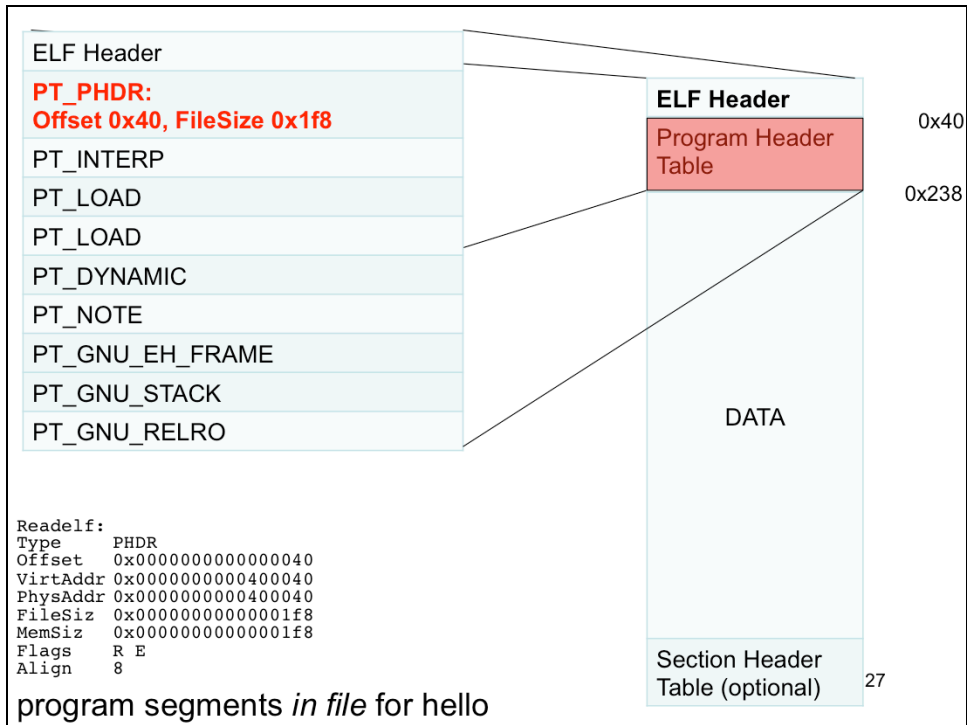 ELF Header
PT_PHDR:
Offset 0x40, FileSize 0x1f8
PT_INTERP
PT_LOAD
PT_LOAD
PT_DYNAMIC
PT_NOTE
PT_GNU_EH_FRAME
PT_GNU_STACK
PT_GNU_RELRO
ELF Header
0x40
Program Header
Table
0x238
DATA
Section Header
Table (optional)
27
Readelf:
Type PHDR
Offset 0x0000000000000040
VirtAddr 0x0000000000400040
PhysAddr 0x0000000000400040
FileSiz 0x00000000000001f8
MemSiz 0x00000000000001f8
Flags R E
Align 8
program segments in file for hello